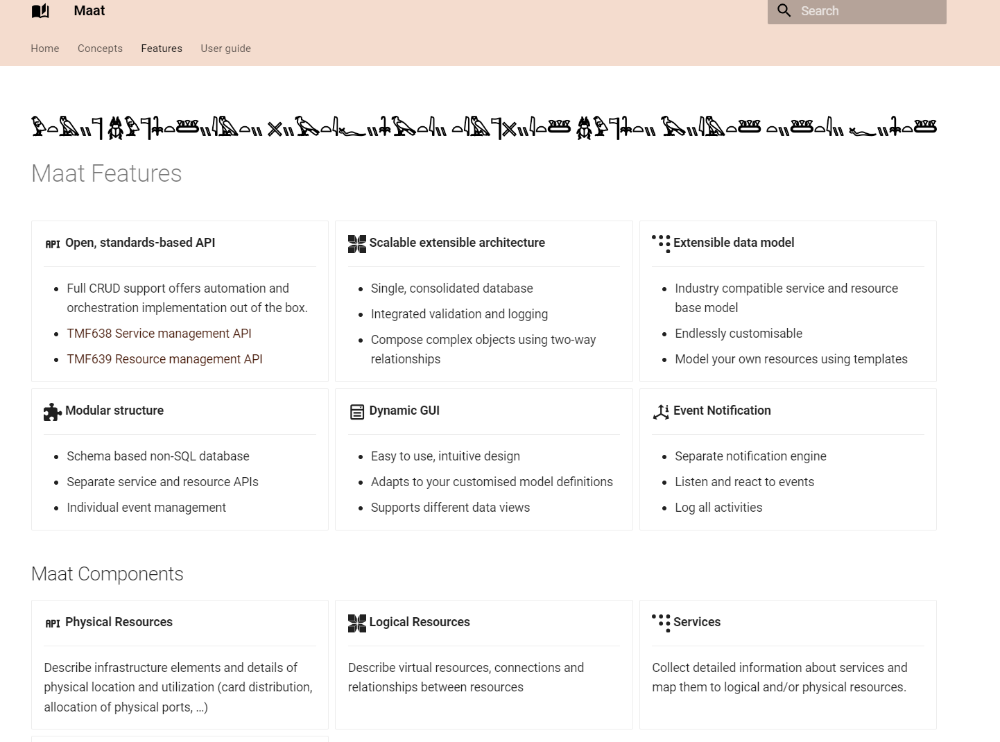 Maat
Search
Home Concepts Features User guide
Maat Features
API Open, standards-based API
Full CRUD support offers automation and
orchestration implementation out of the box.
TMF638 Service management API
TMF639 Resource management API
Scalable extensible architecture
Single, consolidated database
Integrated validation and logging
Compose complex objects using two-way
relationships
Extensible data model
Industry compatible service and resource
base model
Endlessly customisable
Model your own resources using templates
Modular structure
Schema based non-SQL database
Separate service and resource APIs
Individual event management
Dynamic GUI
Easy to use, intuitive design
Adapts to your customised model definitions
Supports different data views
Event Notification
Separate notification engine
Listen and react to events
Log all activities
Maat Components
API Physical Resources
Describe infrastructure elements and details of
physical location and utilization (card distribution,
allocation of physical ports, …)
Logical Resources
Describe virtual resources, connections and
relationships between resources
Services
Collect detailed information about services and
map them to logical and/or physical resources.